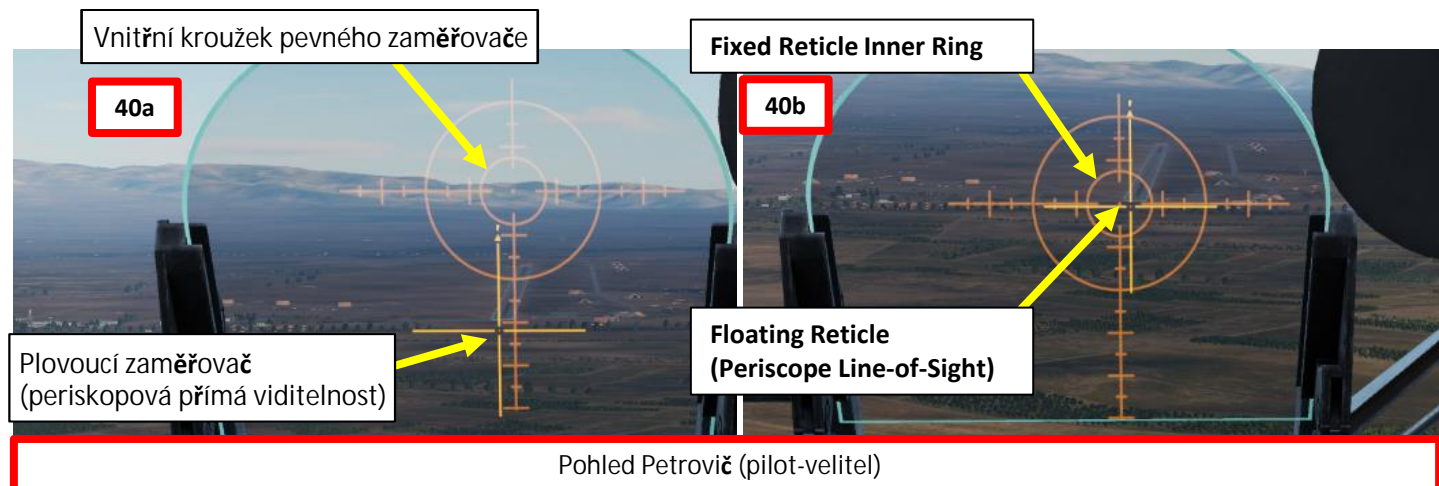 Vnitřní kroužek pevného zaměřovače
Fixed Reticle Inner Ring
40a
40b
Plovoucí zaměřovač
(periskopová přímá viditelnost)
Floating Reticle
(Periscope Line-of-Sight)
Pohled Petrovič (pilot-velitel)